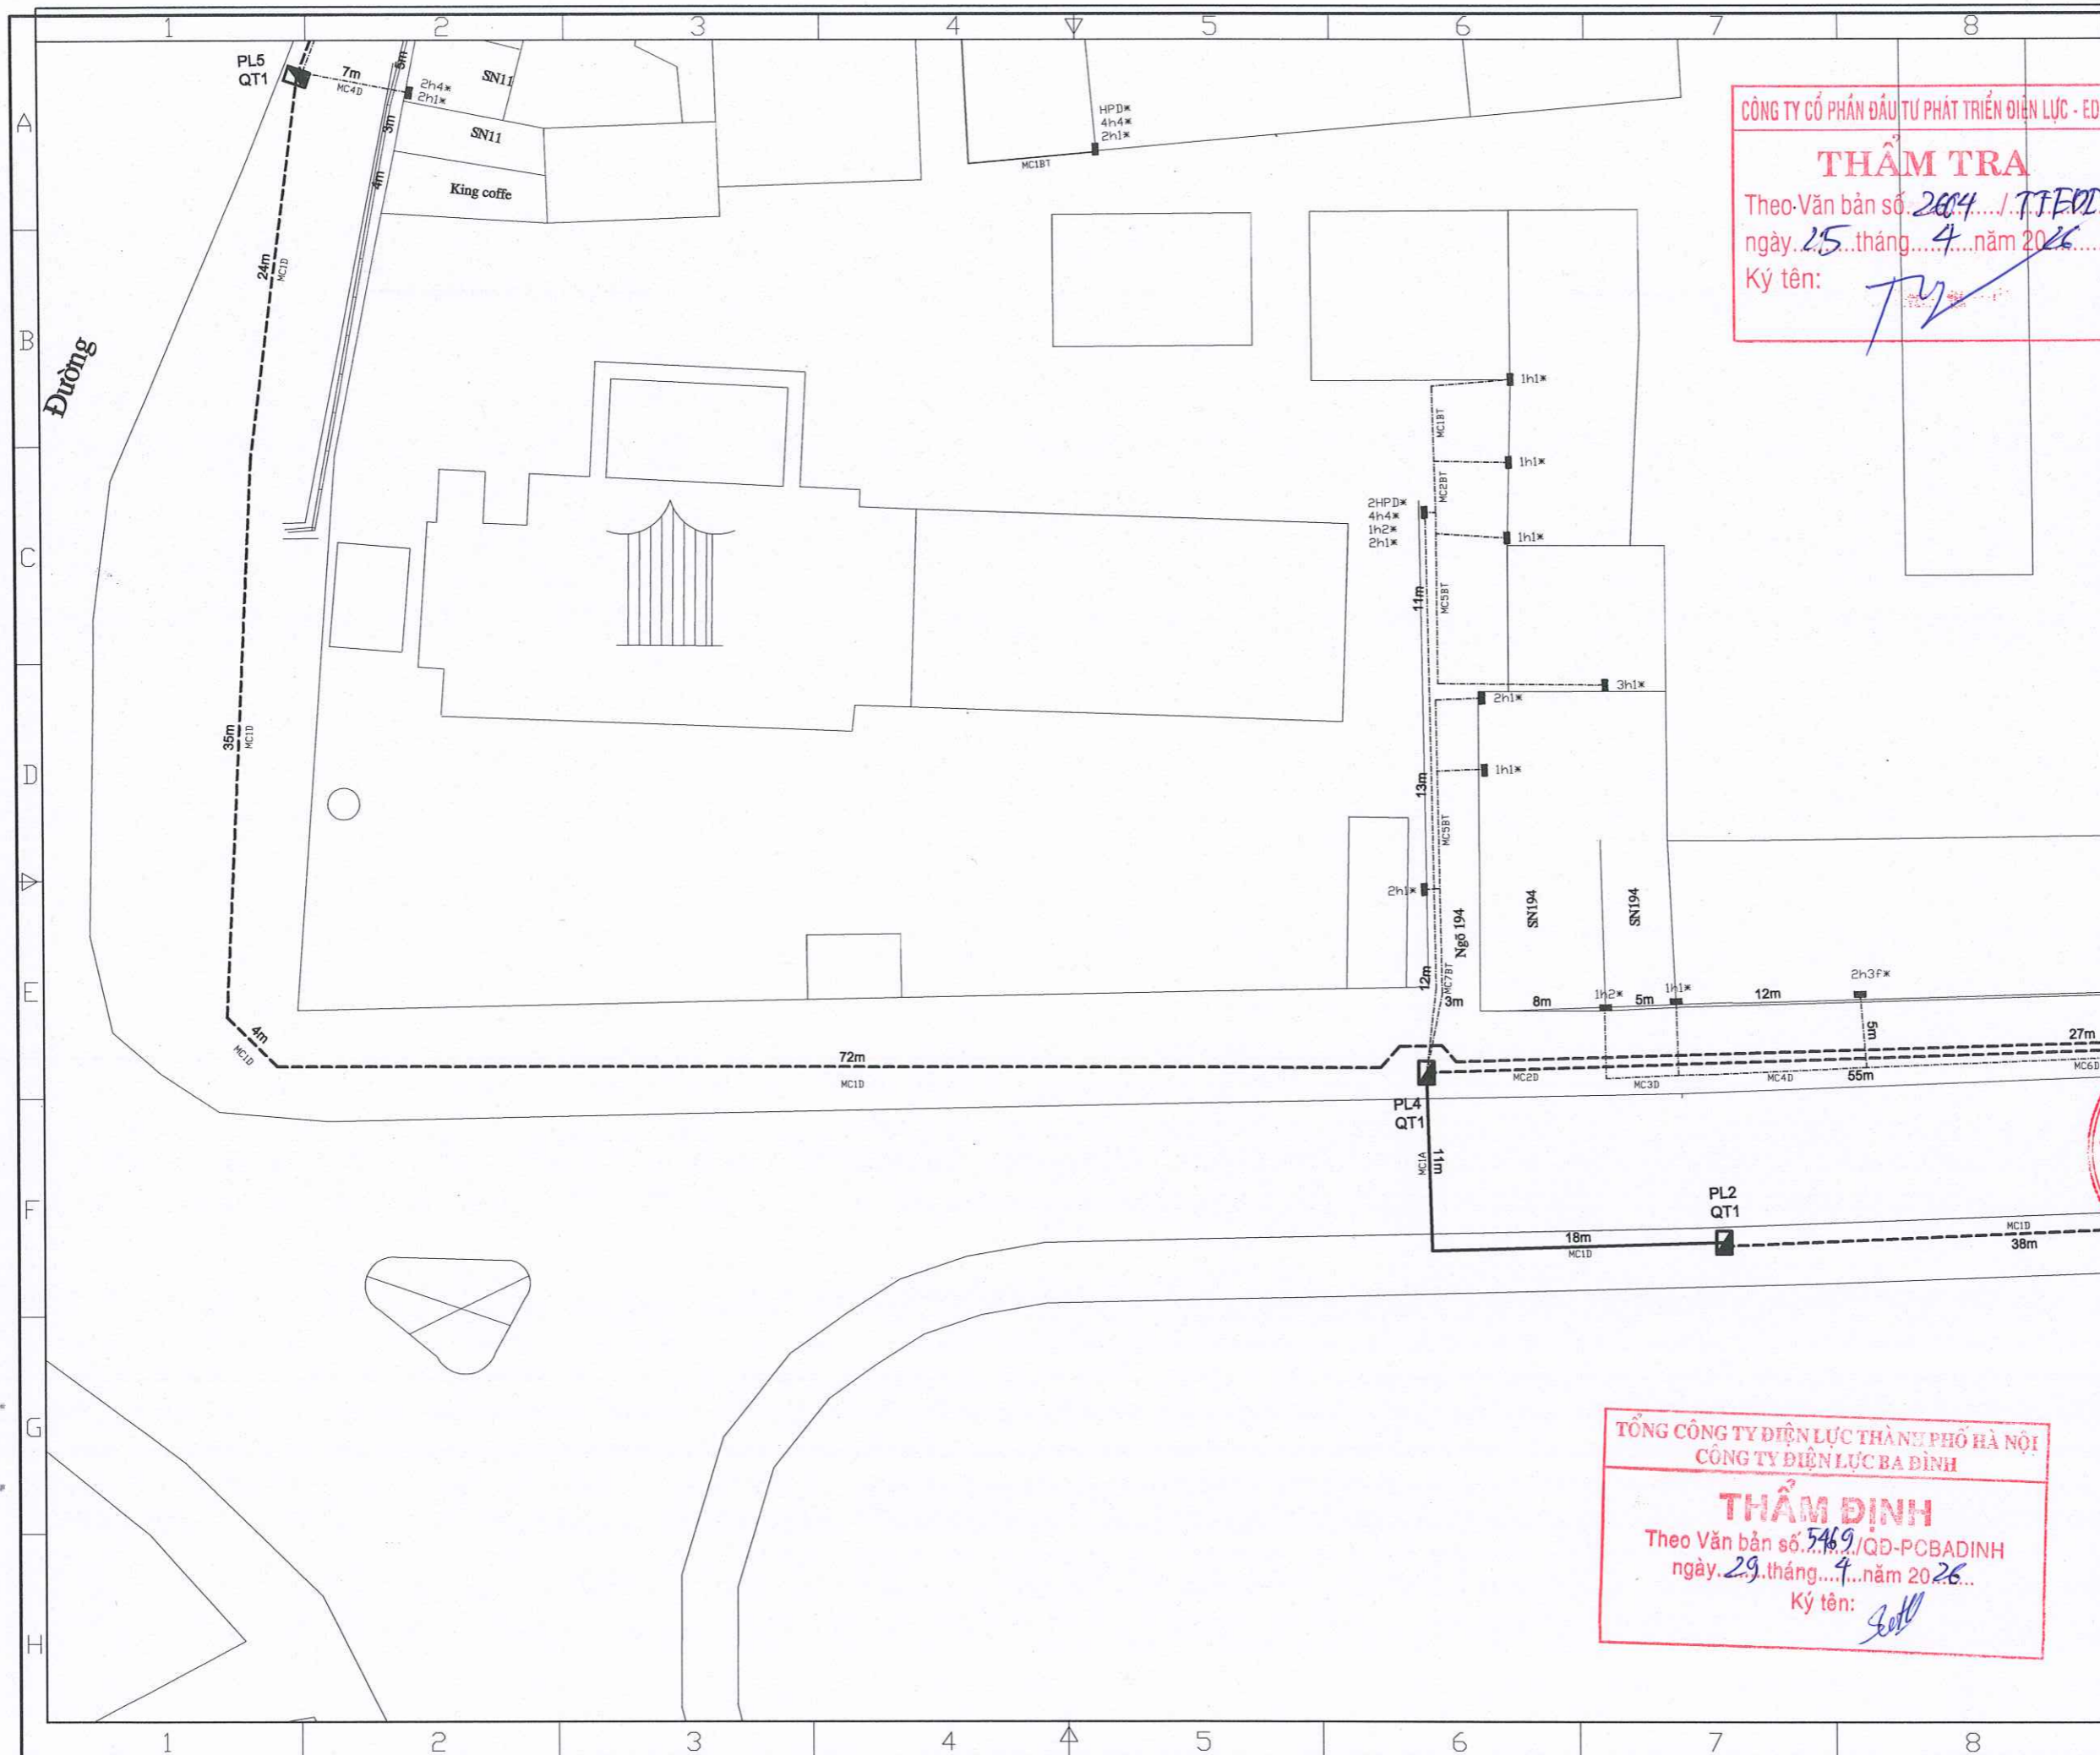 1 2 3 4 5 6 7 8
A
B
C
D
E
F
G
H
PL5
QT1
7m
MC4D
5m
2h4*
2h1*
SN11
3m
SN11
4m
King coffe
24m
MC1D
Đường
HPD*
4h4*
2h1*
MC1BT
CÔNG TY CỔ PHẦN ĐẦU TƯ PHÁT TRIỂN ĐIỆN LỰC - ED
THẨM TRA
Theo Văn bản số 2604 /
ngày 25 tháng 4 năm 2026
Ký tên:
1h1*
MC1BT
1h1*
MC2BT
2HPD*
4h4*
1h2*
2h1*
1h1*
11m
MC5BT
3h1*
2h1*
1h1*
13m
MC5BT
2h1*
Ngõ 194
SN194
SN194
12m
MC7BT
3m
8m
1h2*
5m
1h1*
12m
2h3f*
5m
27m
35m
MC1D
4m
MC1D
72m
MC1D
MC2D
MC3D
MC4D
55m
MC6D
PL4
QT1
MC1A
11m
PL2
QT1
18m
MC1D
MC1D
38m
TỔNG CÔNG TY ĐIỆN LỰC THÀNH PHỐ HÀ NỘI
CÔNG TY ĐIỆN LỰC BA ĐÌNH
THẨM ĐỊNH
Theo Văn bản số 5469/QĐ-PCBADINH
ngày 29 tháng 4 năm 2026
Ký tên:
1 2 3 4 5 6 7 8